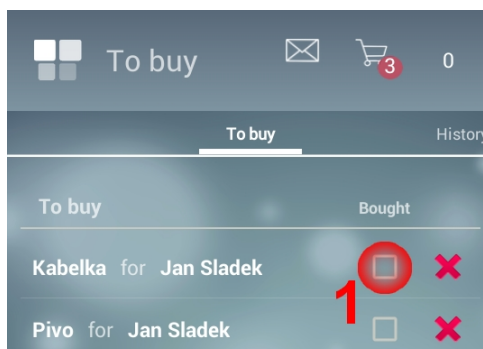 To buy 3 0
To buy History
To buy Bought
Kabelka for Jan Sladek
1
Pivo for Jan Sladek